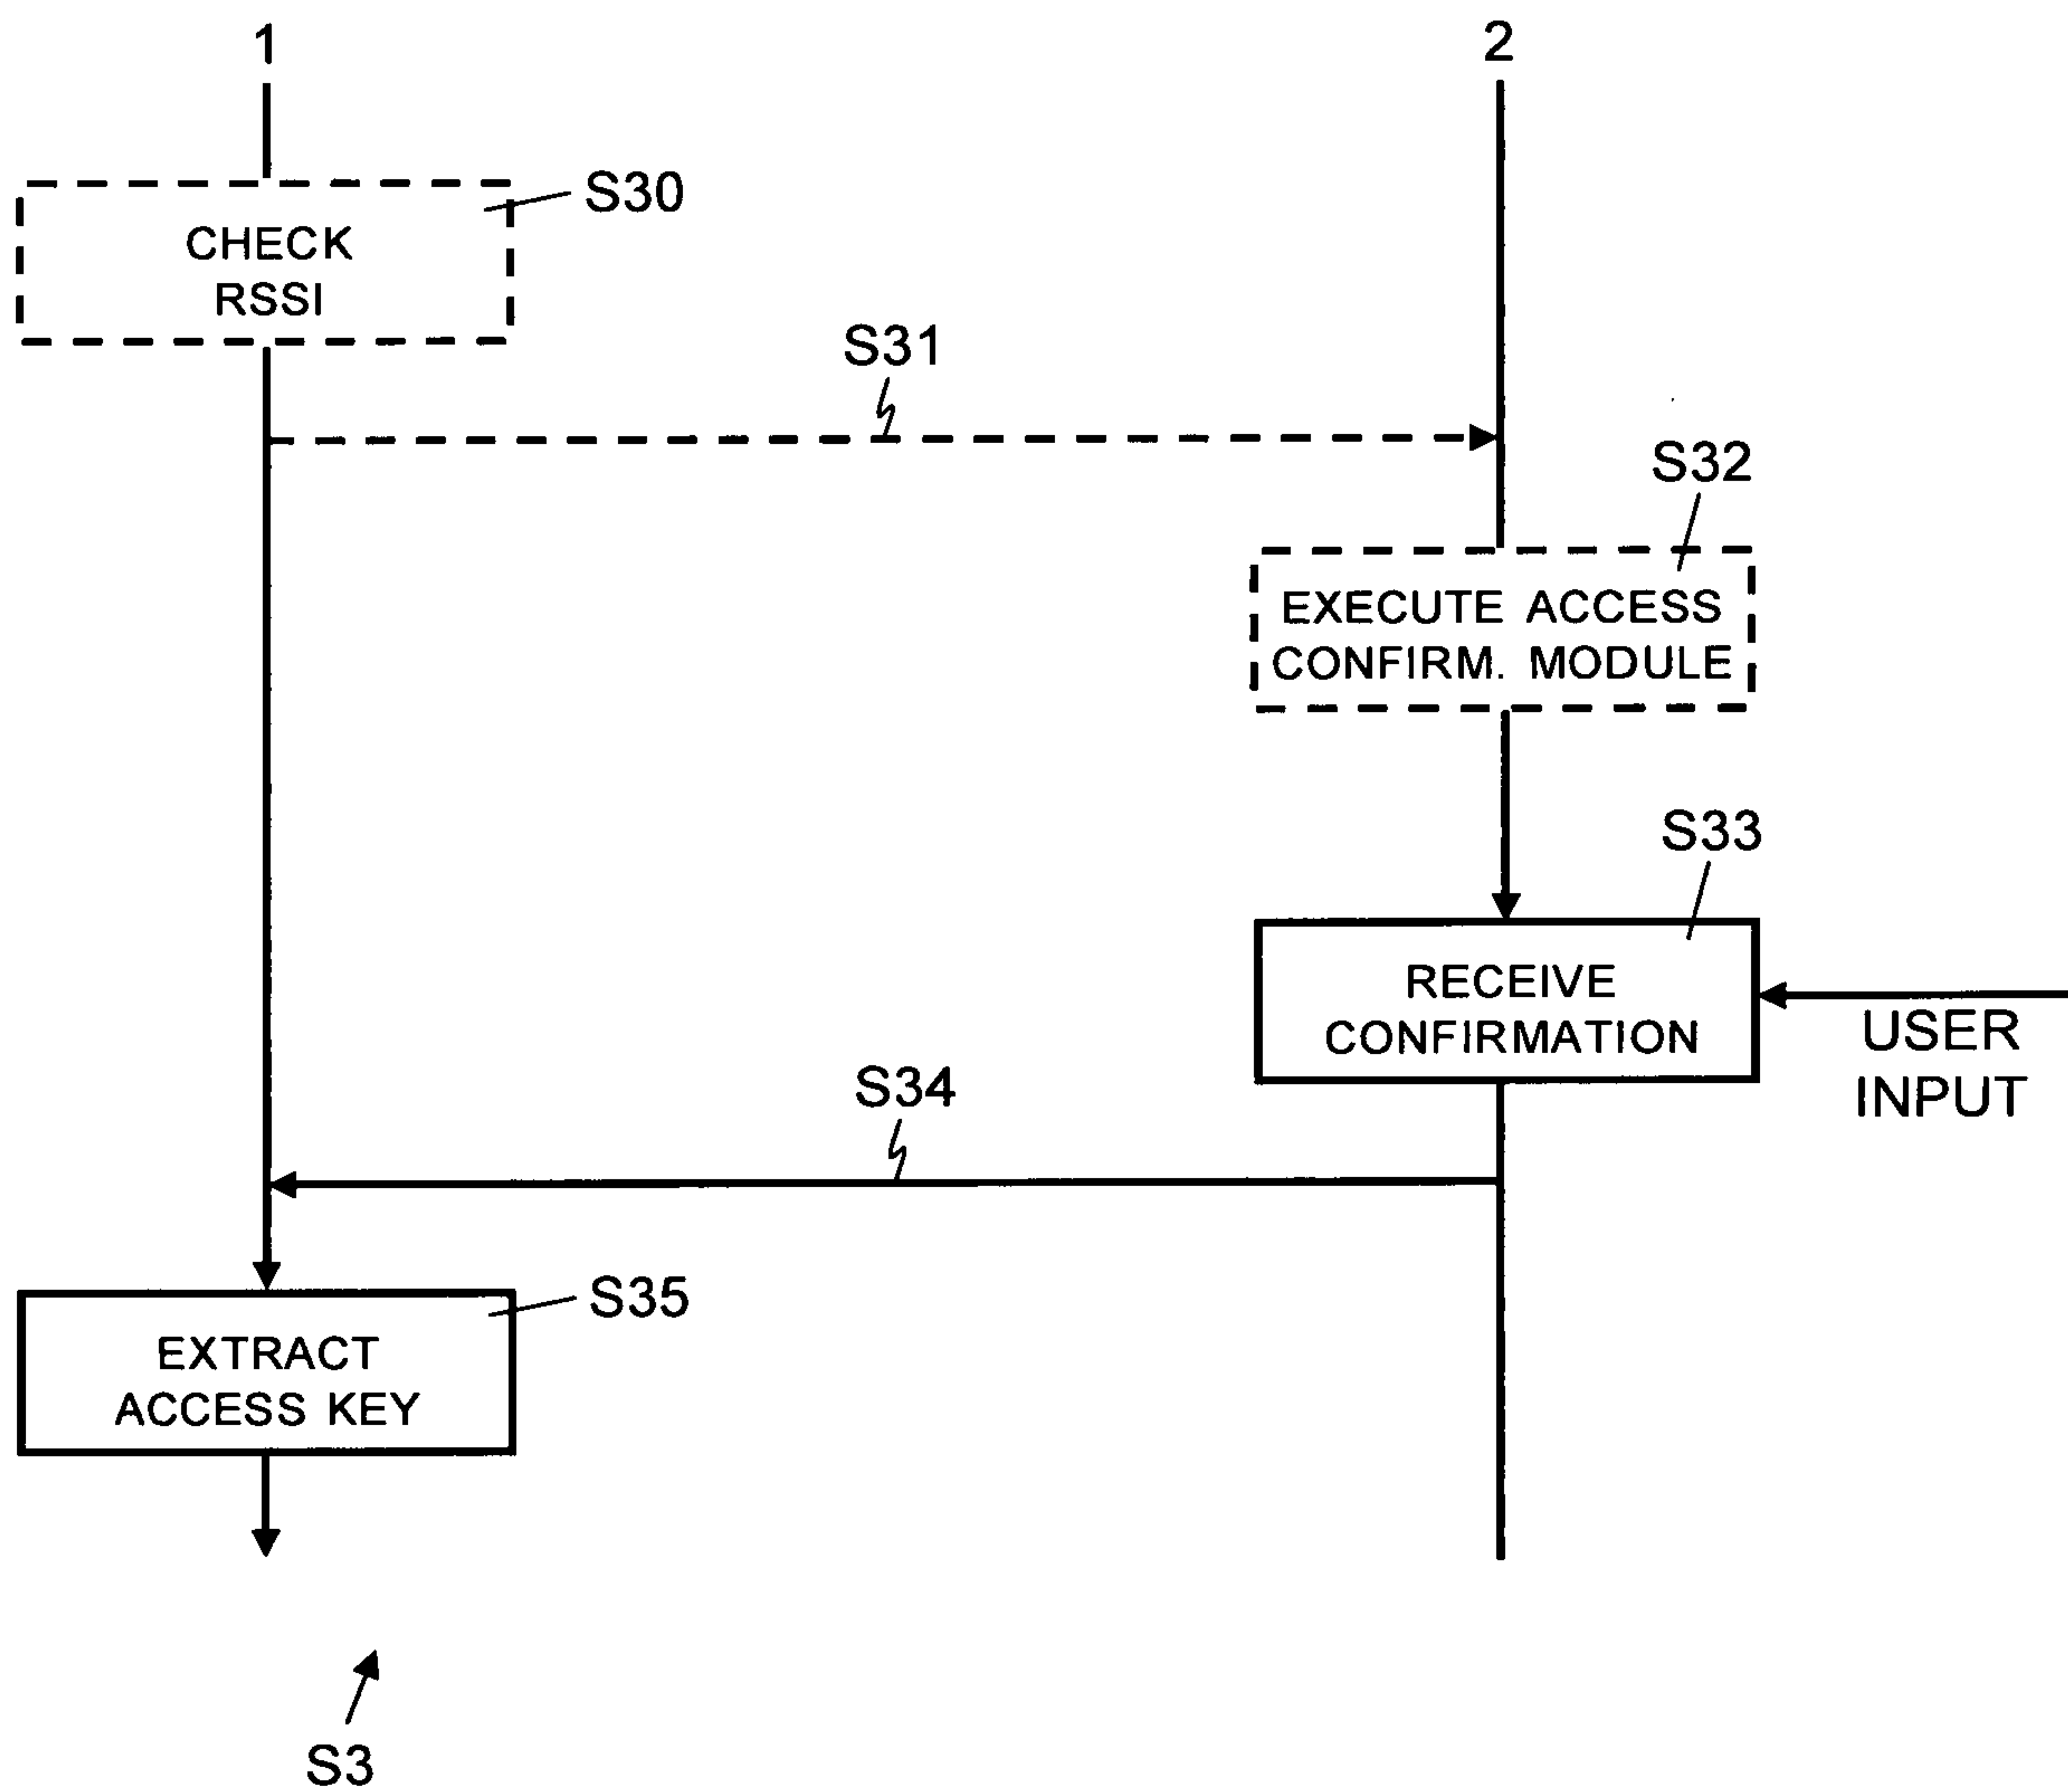 1
2
S30
CHECK
RSSI
S31
S32
EXECUTE ACCESS
CONFIRM. MODULE
S33
RECEIVE
CONFIRMATION
USER
INPUT
S34
S35
EXTRACT
ACCESS KEY
S3